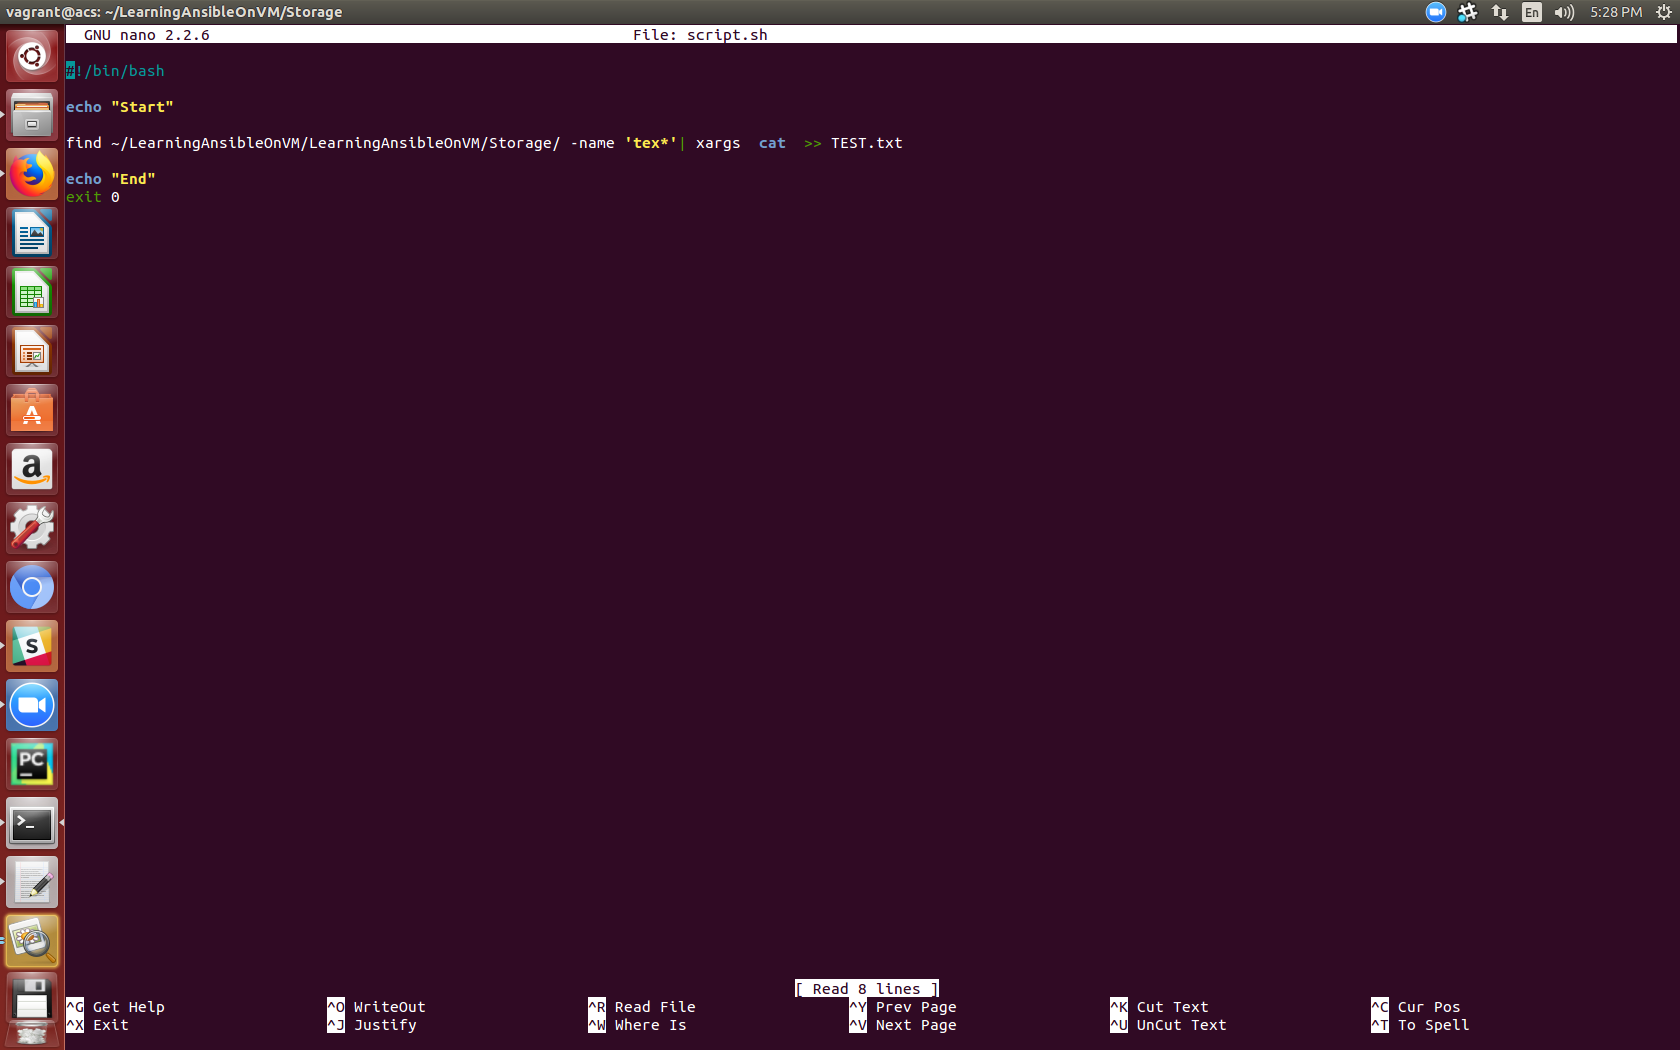 vagrant@acs: ~/LearningAnsibleOnVM/Storage
En 5:28 PM
GNU nano 2.2.6 File: script.sh
#!/bin/bash
echo "Start"
find ~/LearningAnsibleOnVM/LearningAnsibleOnVM/Storage/ -name 'tex*'| xargs  cat  >> TEST.txt
echo "End"
exit 0
[ Read 8 lines ]
^G Get Help ^O WriteOut ^R Read File ^Y Prev Page ^K Cut Text ^C Cur Pos
^X Exit ^J Justify ^W Where Is ^V Next Page ^U UnCut Text ^T To Spell
A
a
S
PC
>_